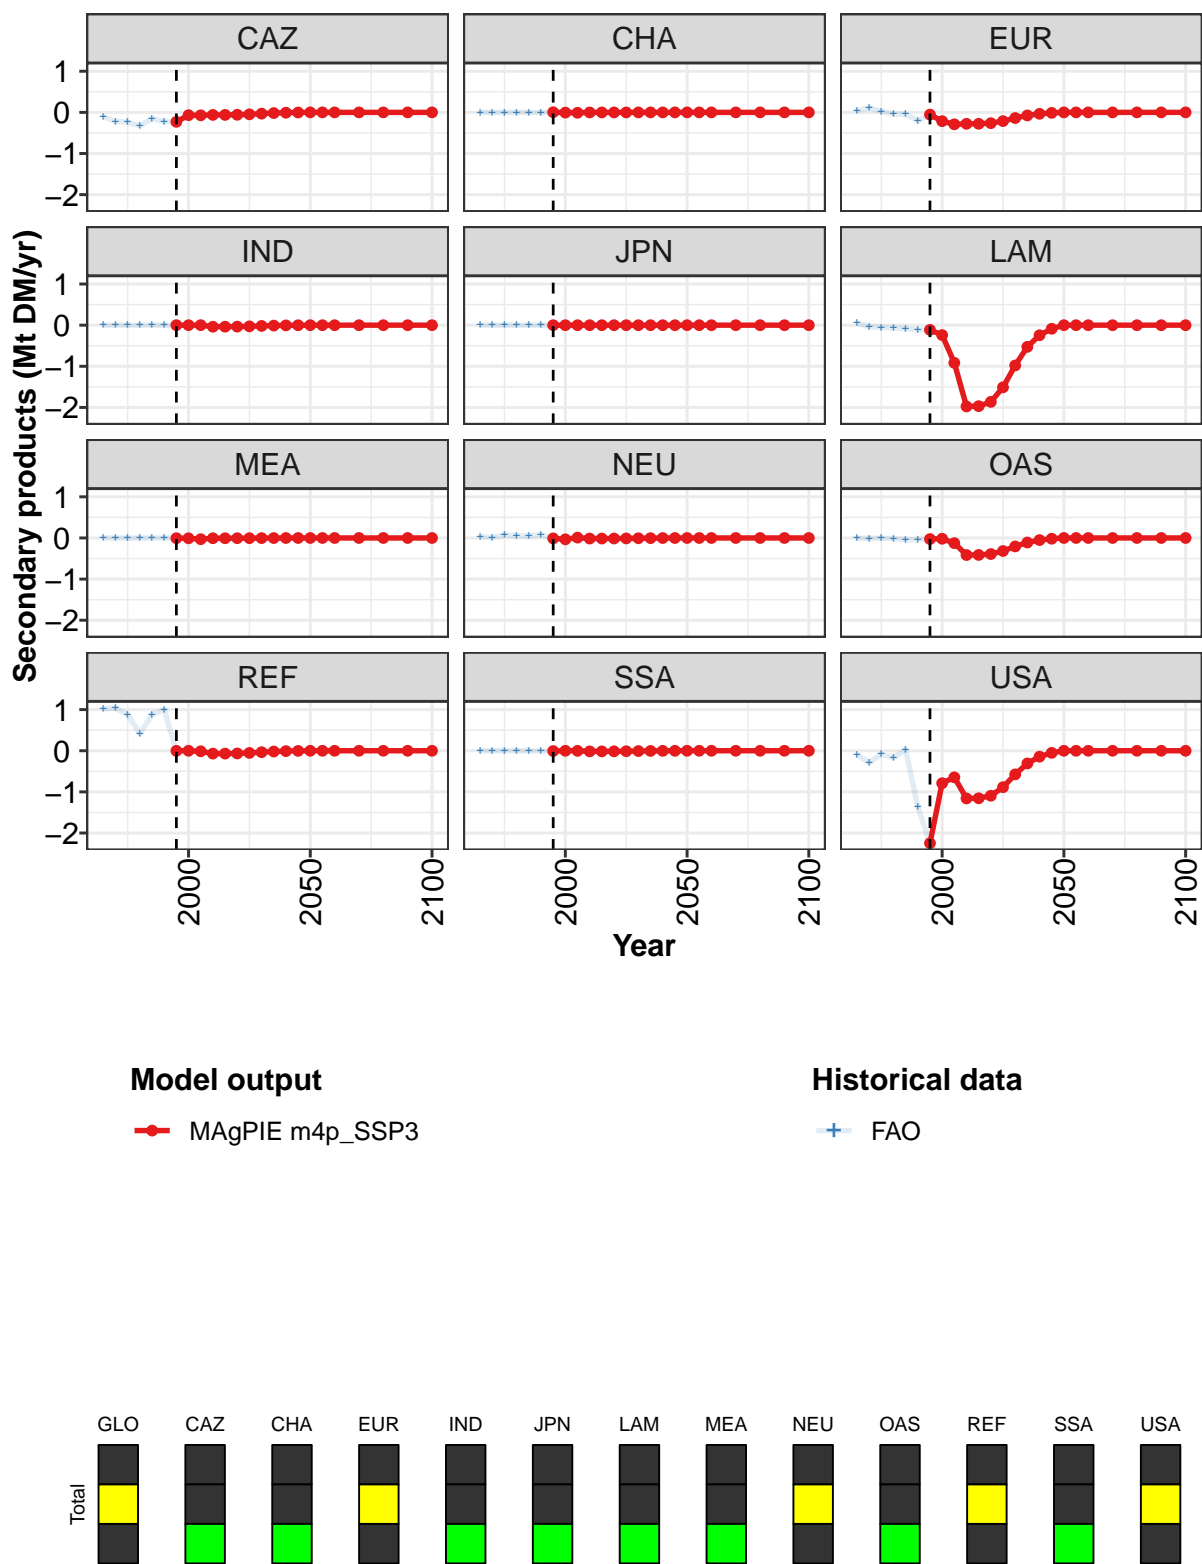 CAZ CHA EUR
1
0
−1
−2
IND JPN LAM
1
0
−1
−2
MEA NEU OAS
1
0
−1
−2
REF SSA USA
1
0
−1
−2
Secondary products (Mt DM/yr)
2000 2050 2100 2000 2050 2100 2000 2050 2100
Year
Model output Historical data
MAgPIE m4p_SSP3 FAO
GLO CAZ CHA EUR IND JPN LAM MEA NEU OAS REF SSA USA
Total